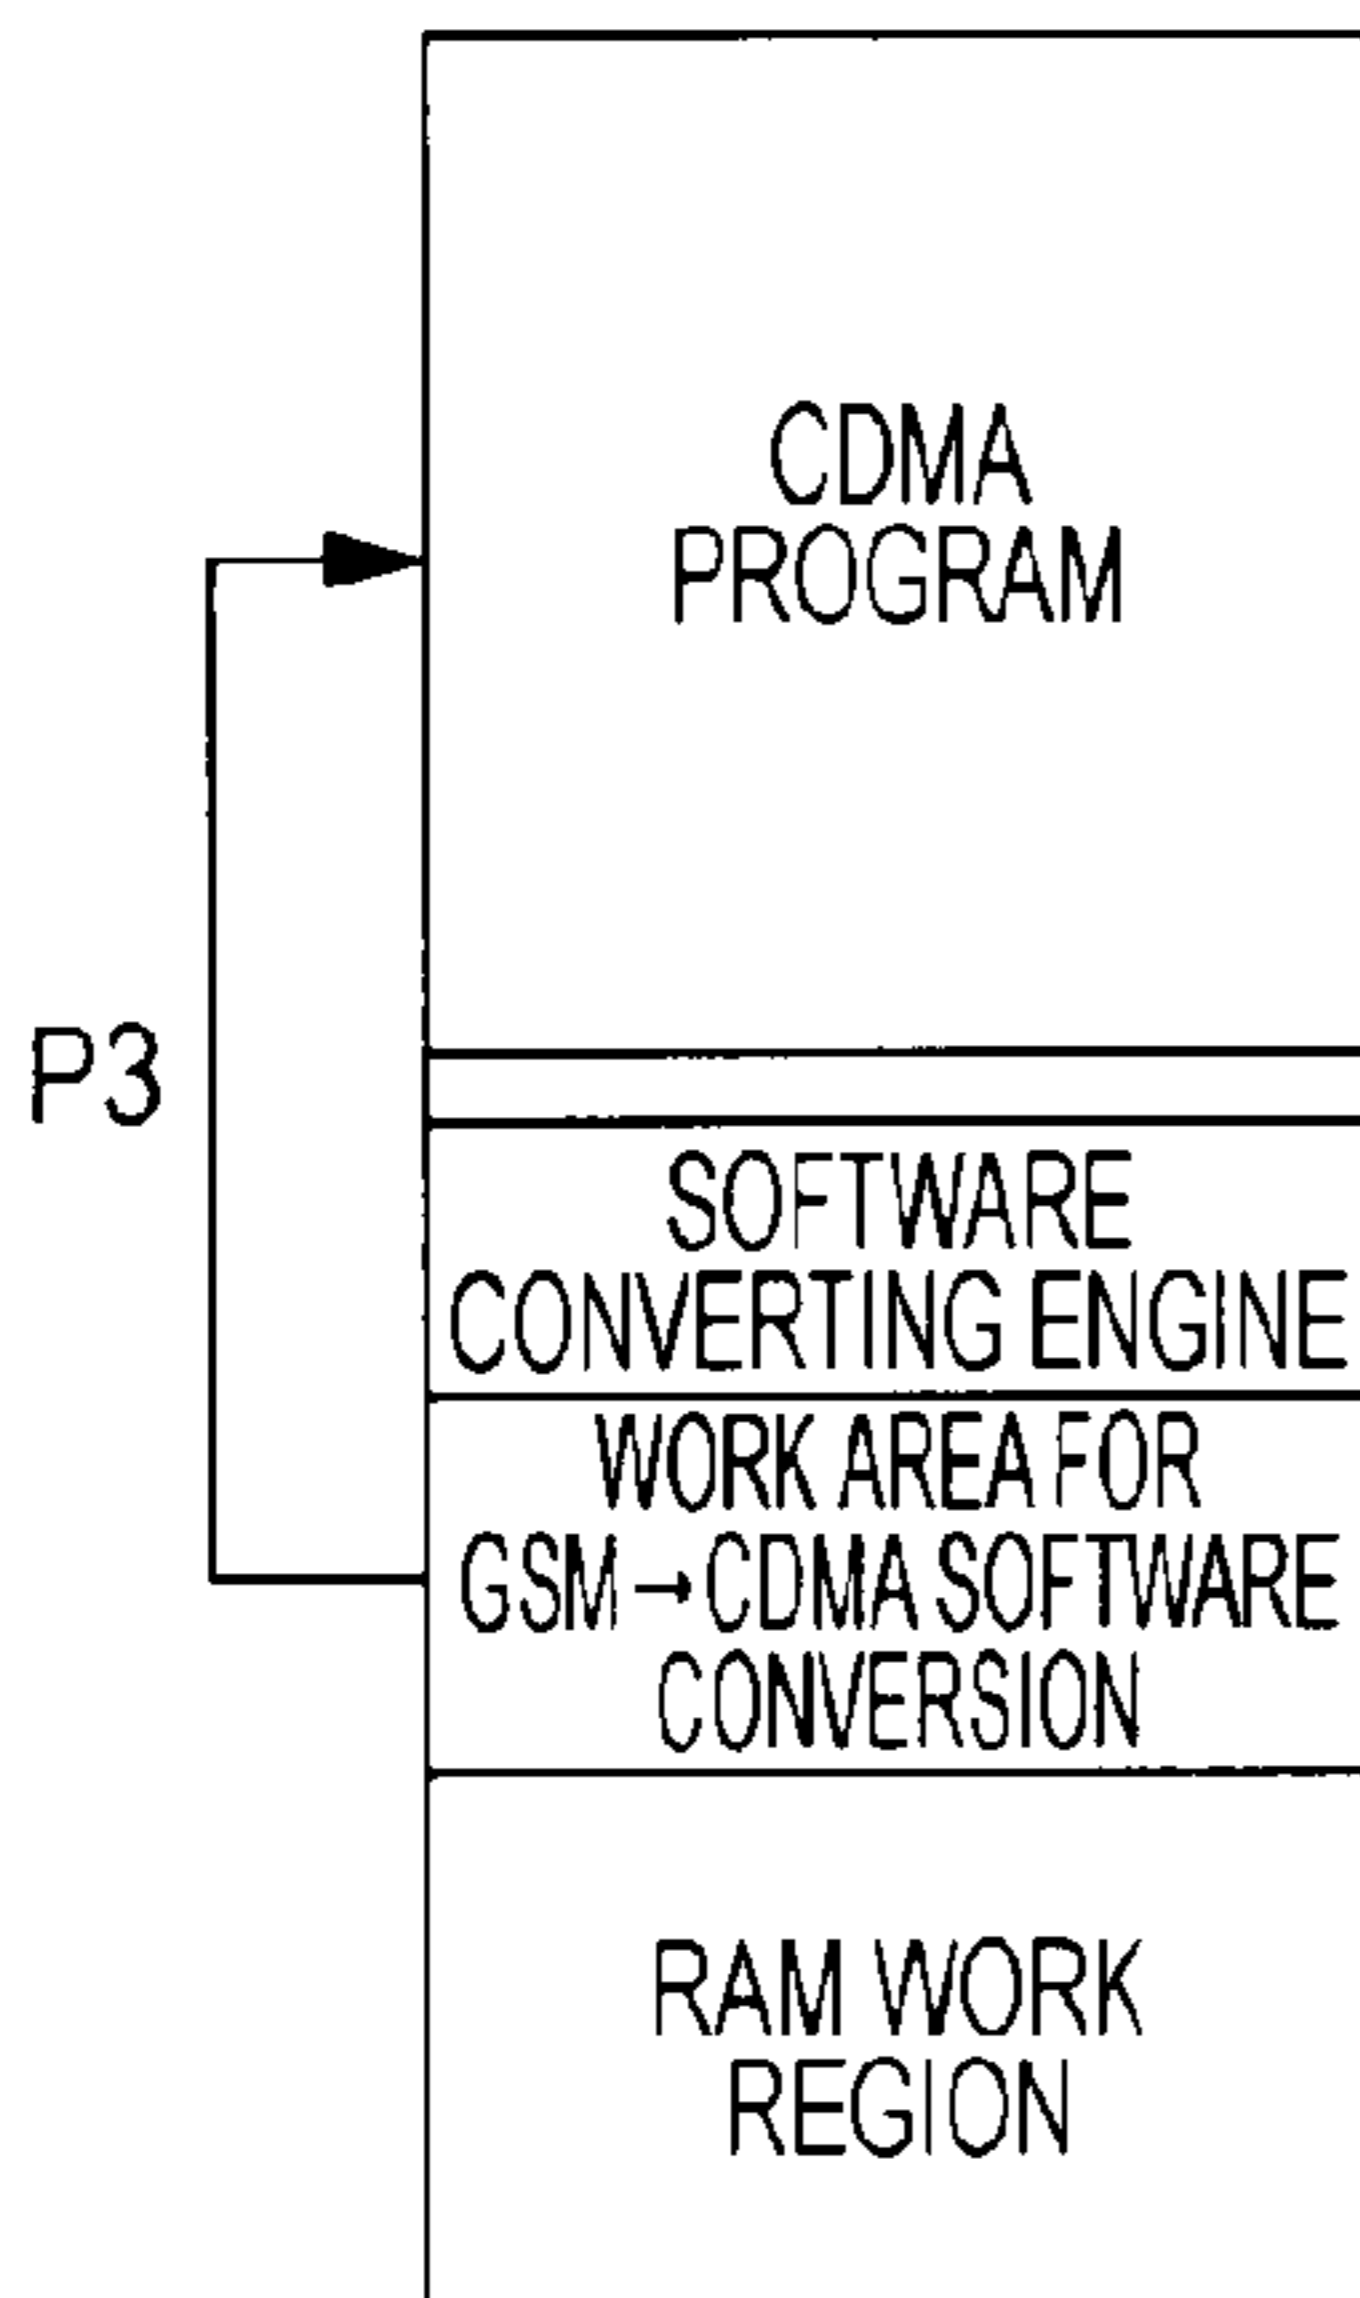 CDMA
PROGRAM
P3
SOFTWARE
CONVERTING ENGINE
WORK AREA FOR
GSM→CDMA SOFTWARE
CONVERSION
RAM WORK
REGION